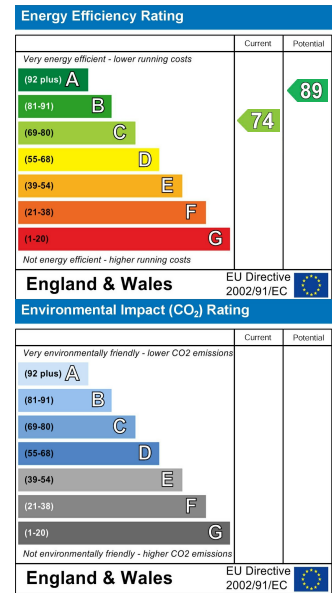 Energy Efficiency Rating
Current Potential
Very energy efficient - lower running costs
(92 plus) A
(81-91) B
(69-80) C
(55-68) D
(39-54) E
(21-38) F
(1-20) G
74
89
Not energy efficient - higher running costs
England & Wales
EU Directive
2002/91/EC
Environmental Impact (CO₂) Rating
Current Potential
Very environmentally friendly - lower CO2 emissions
(92 plus) A
(81-91) B
(69-80) C
(55-68) D
(39-54) E
(21-38) F
(1-20) G
Not environmentally friendly - higher CO2 emissions
England & Wales
EU Directive
2002/91/EC